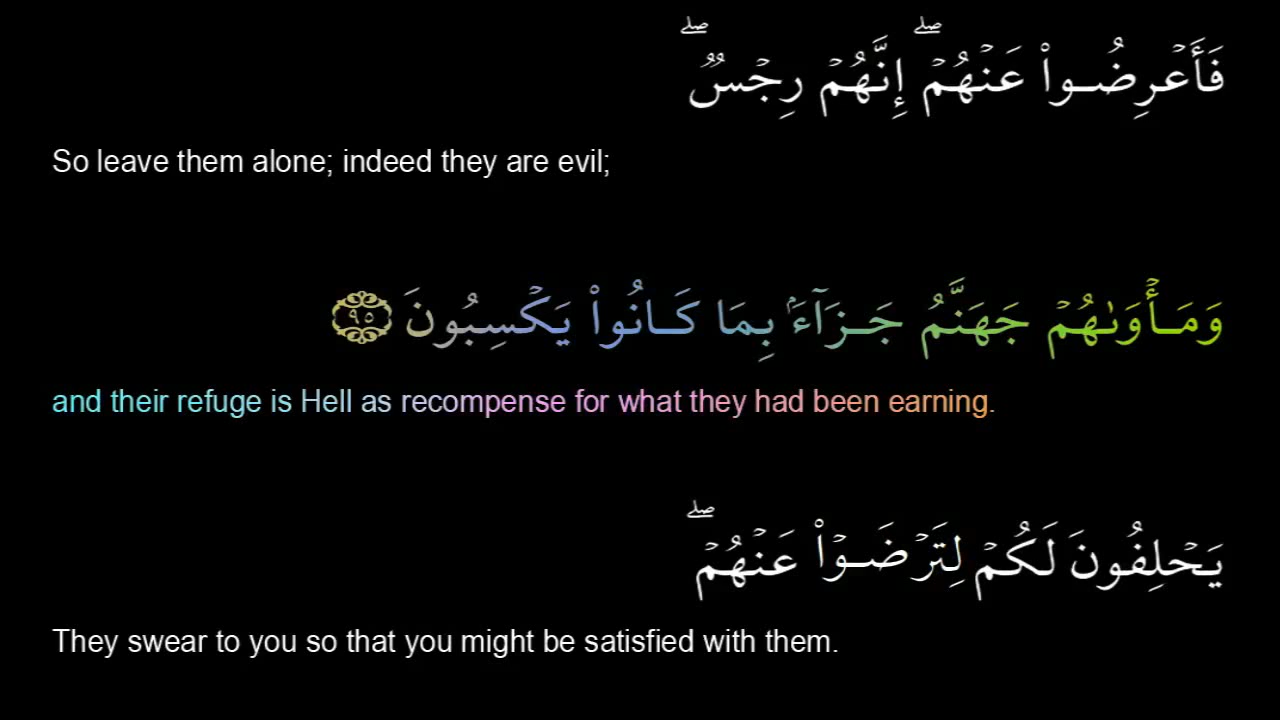 فَأَعۡرِضُواْ عَنۡهُمۡۖ إِنَّهُمۡ رِجۡسٞۖ
So leave them alone; indeed they are evil;
وَمَأۡوَىٰهُمۡ جَهَنَّمُ جَزَآءَۢ بِمَا كَانُواْ يَكۡسِبُونَ ٩٥
and their refuge is Hell as recompense for what they had been earning.
يَحۡلِفُونَ لَكُمۡ لِتَرۡضَوۡاْ عَنۡهُمۡۖ
They swear to you so that you might be satisfied with them.